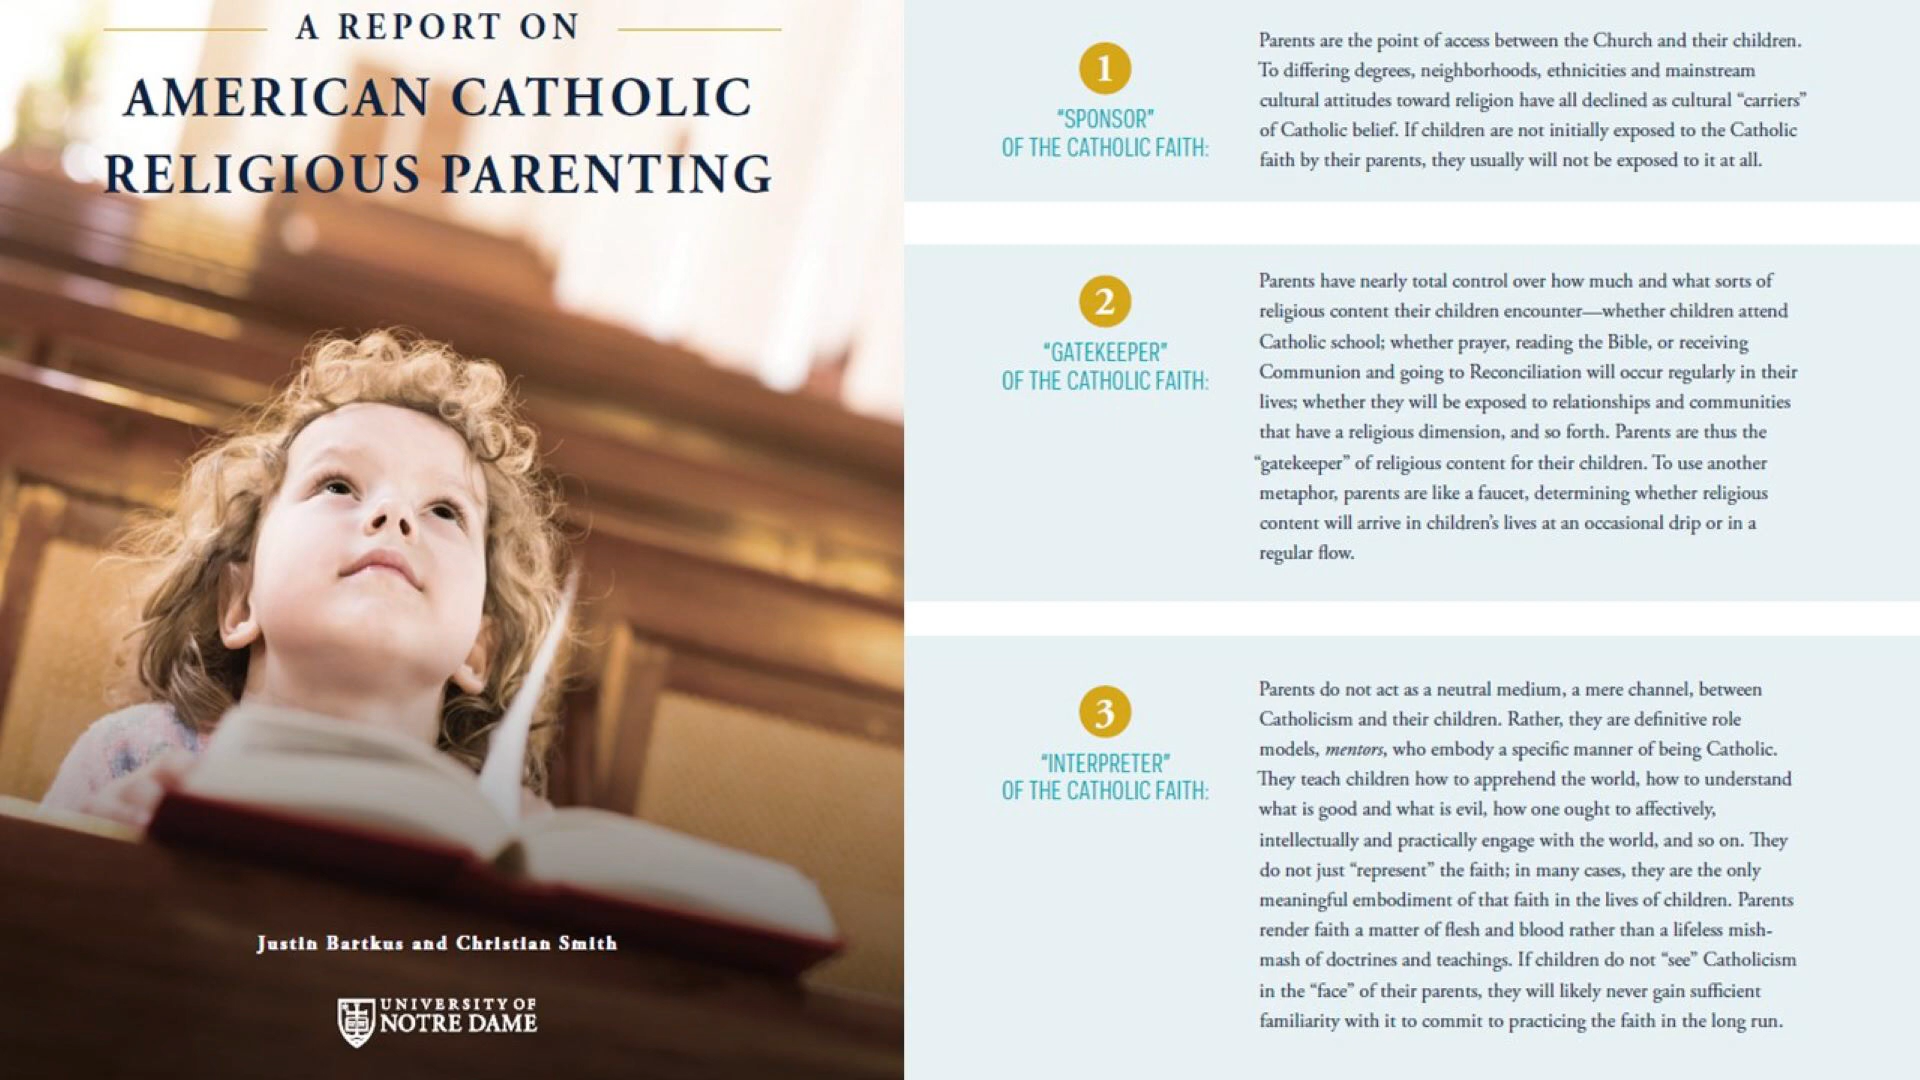 A REPORT ON
AMERICAN CATHOLIC
RELIGIOUS PARENTING
Justin Bartkus and Christian Smith
UNIVERSITY OF
NOTRE DAME
1
“SPONSOR”
OF THE CATHOLIC FAITH:
Parents are the point of access between the Church and their children.
To differing degrees, neighborhoods, ethnicities and mainstream
cultural attitudes toward religion have all declined as cultural “carriers”
of Catholic belief. If children are not initially exposed to the Catholic
faith by their parents, they usually will not be exposed to it at all.
2
“GATEKEEPER”
OF THE CATHOLIC FAITH:
Parents have nearly total control over how much and what sorts of
religious content their children encounter—whether children attend
Catholic school; whether prayer, reading the Bible, or receiving
Communion and going to Reconciliation will occur regularly in their
lives; whether they will be exposed to relationships and communities
that have a religious dimension, and so forth. Parents are thus the
“gatekeeper” of religious content for their children. To use another
metaphor, parents are like a faucet, determining whether religious
content will arrive in children’s lives at an occasional drip or in a
regular flow.
3
“INTERPRETER”
OF THE CATHOLIC FAITH:
Parents do not act as a neutral medium, a mere channel, between
Catholicism and their children. Rather, they are definitive role
models, mentors, who embody a specific manner of being Catholic.
They teach children how to apprehend the world, how to understand
what is good and what is evil, how one ought to affectively,
intellectually and practically engage with the world, and so on. They
do not just “represent” the faith; in many cases, they are the only
meaningful embodiment of that faith in the lives of children. Parents
render faith a matter of flesh and blood rather than a lifeless mish-
mash of doctrines and teachings. If children do not “see” Catholicism
in the “face” of their parents, they will likely never gain sufficient
familiarity with it to commit to practicing the faith in the long run.